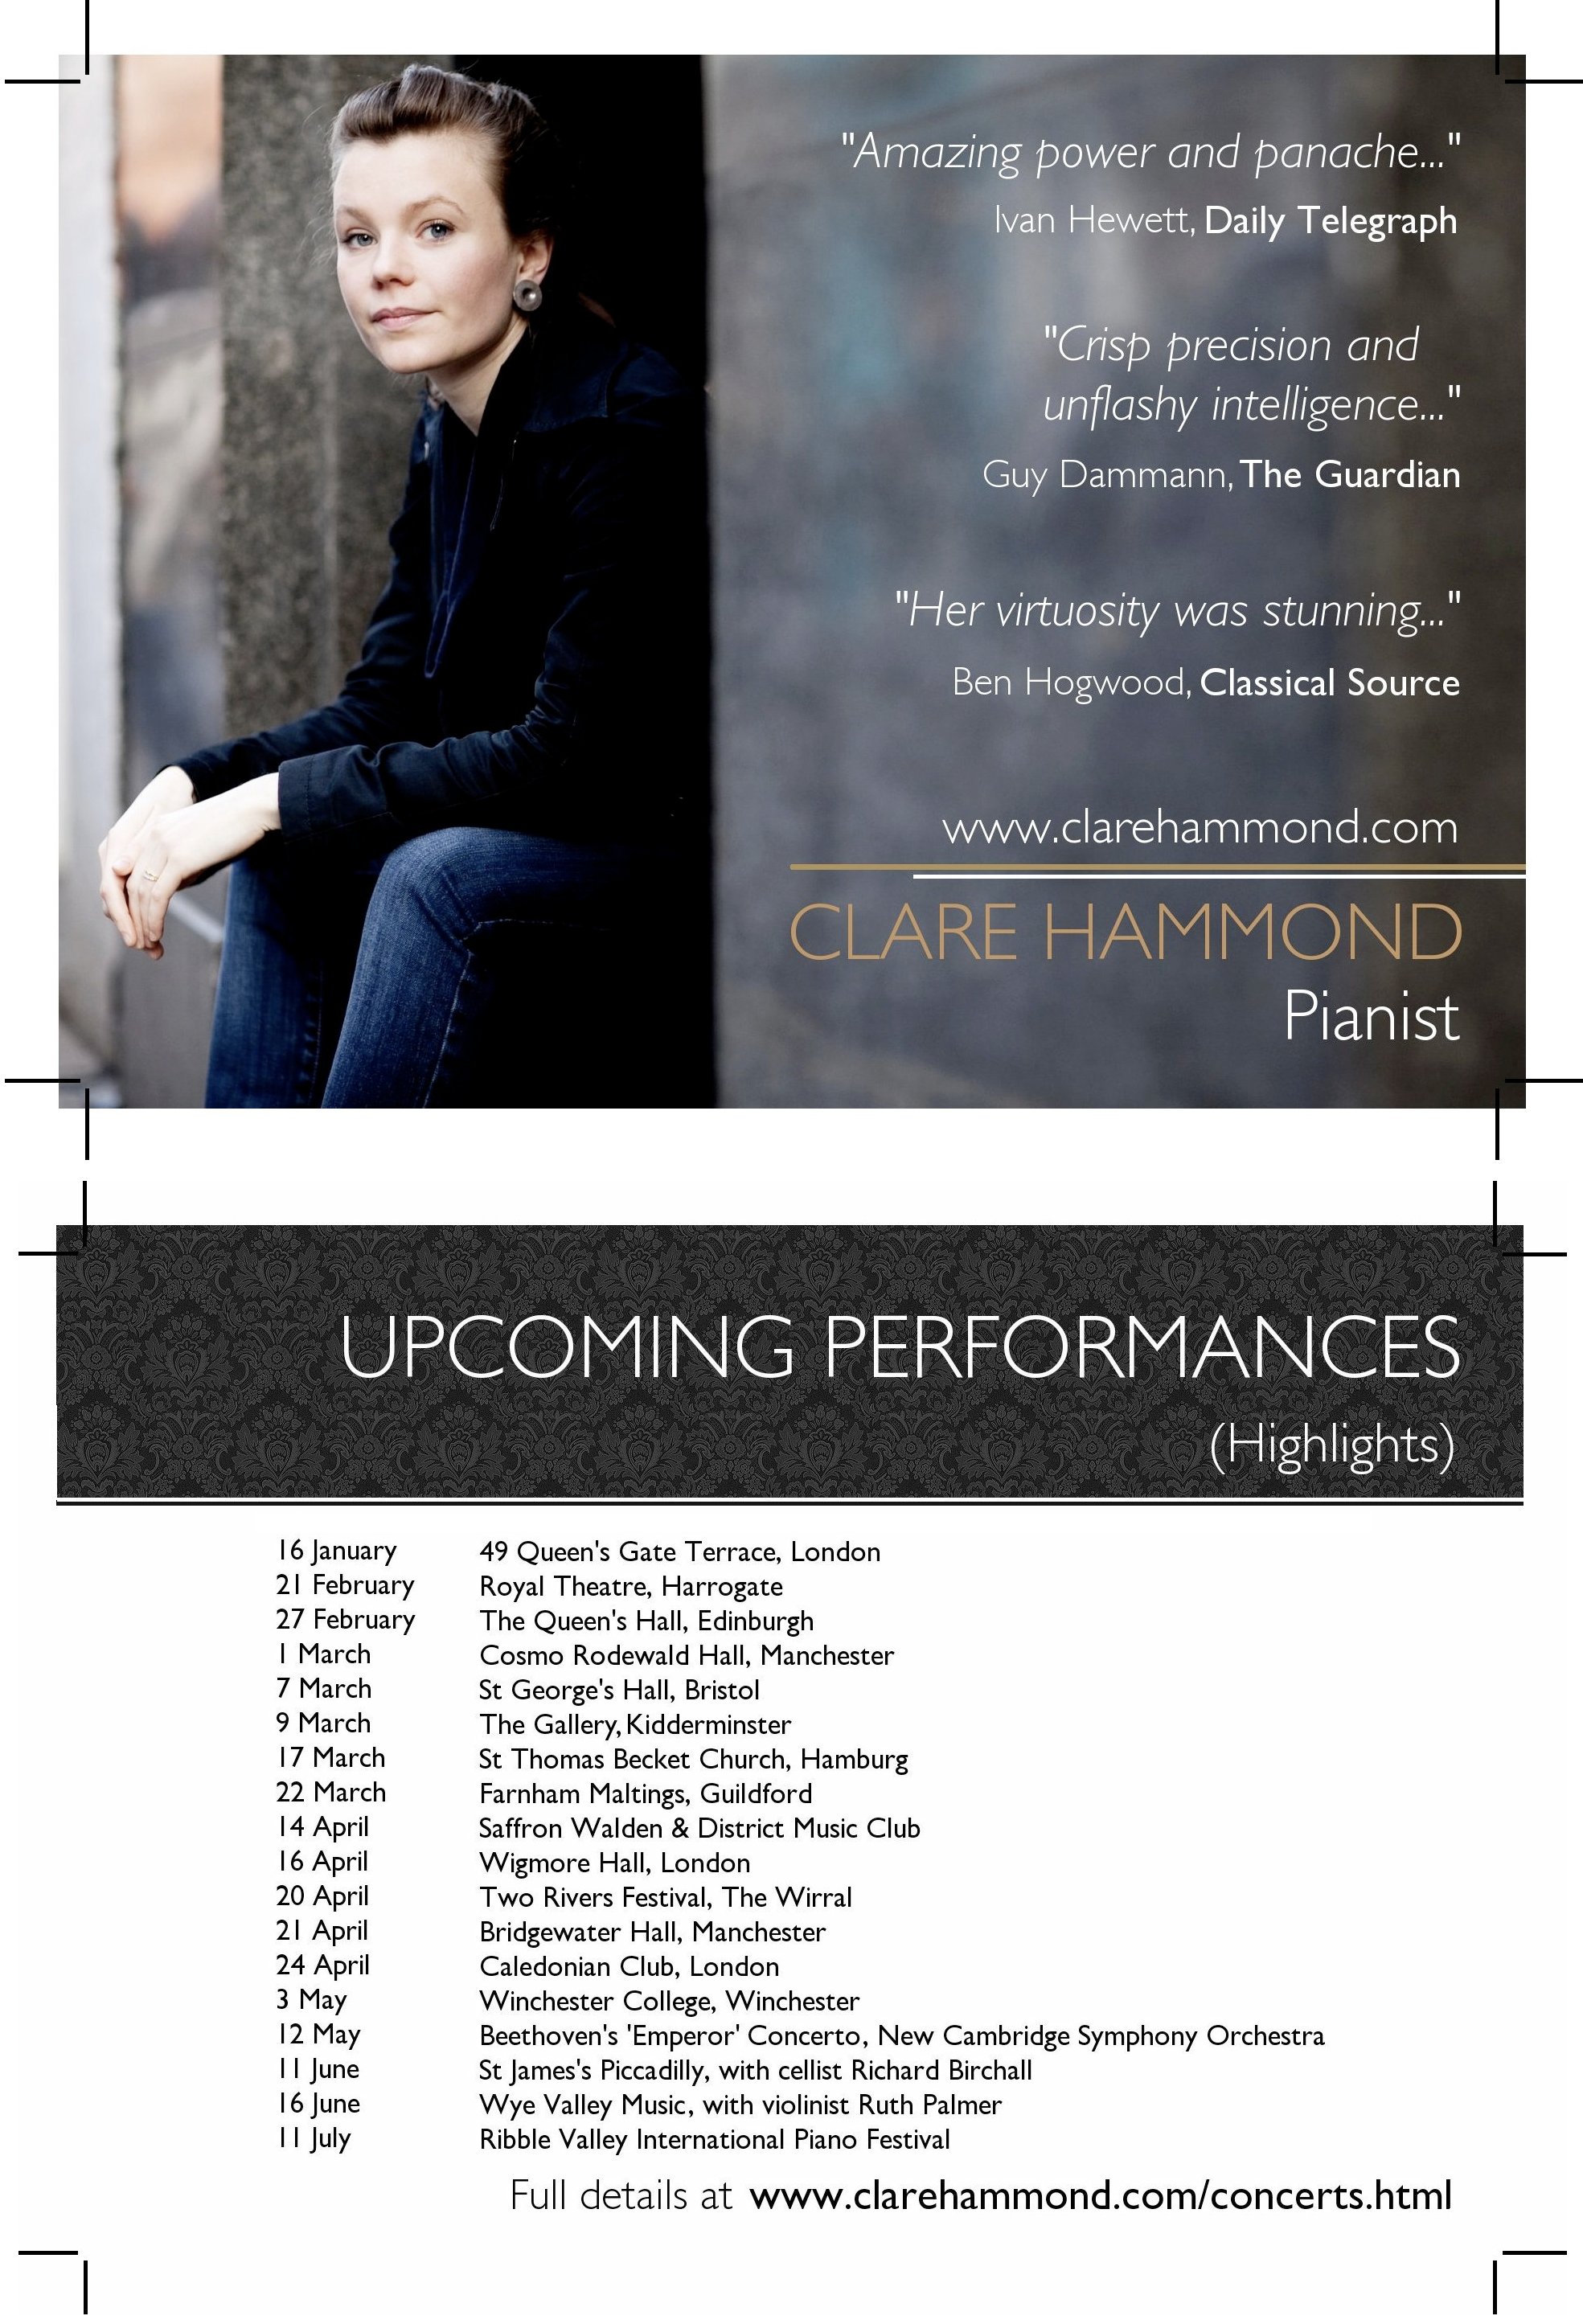 "Amazing power and panache..."
Ivan Hewett, Daily Telegraph
"Crisp precision and
unflashy intelligence..."
Guy Dammann, The Guardian
"Her virtuosity was stunning..."
Ben Hogwood, Classical Source
www.clarehammond.com
CLARE HAMMOND
Pianist
UPCOMING PERFORMANCES
(Highlights)
16 January 49 Queen's Gate Terrace, London
21 February Royal Theatre, Harrogate
27 February The Queen's Hall, Edinburgh
1 March Cosmo Rodewald Hall, Manchester
7 March St George's Hall, Bristol
9 March The Gallery, Kidderminster
17 March St Thomas Becket Church, Hamburg
22 March Farnham Maltings, Guildford
14 April Saffron Walden & District Music Club
16 April Wigmore Hall, London
20 April Two Rivers Festival, The Wirral
21 April Bridgewater Hall, Manchester
24 April Caledonian Club, London
3 May Winchester College, Winchester
12 May Beethoven's 'Emperor' Concerto, New Cambridge Symphony Orchestra
11 June St James's Piccadilly, with cellist Richard Birchall
16 June Wye Valley Music, with violinist Ruth Palmer
11 July Ribble Valley International Piano Festival
Full details at www.clarehammond.com/concerts.html